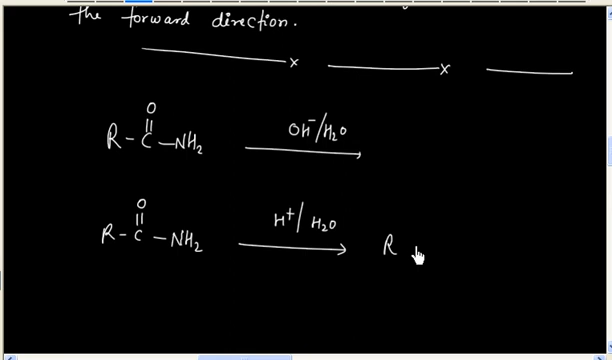 the forward direction.
x x
O
R - C - NH2 OH-/H2O
O
R - C - NH2 H+/H2O R